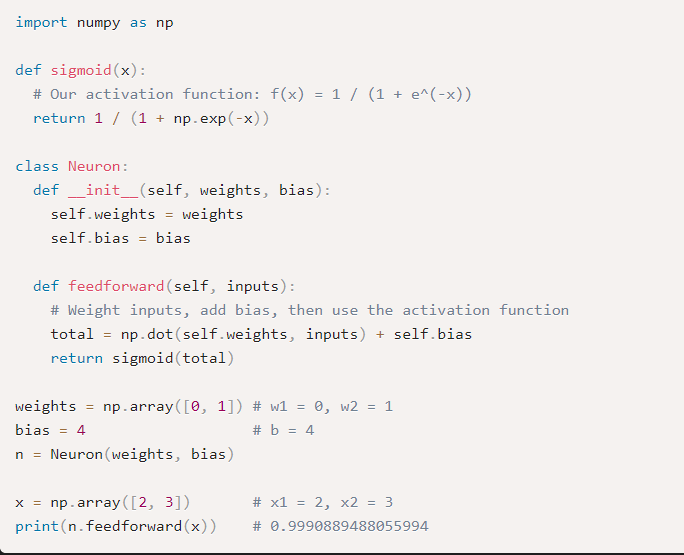 import numpy as np
def sigmoid(x):
# Our activation function: f(x) = 1 / (1 + e^(-x))
return 1 / (1 + np.exp(-x))
class Neuron:
def __init__(self, weights, bias):
self.weights = weights
self.bias = bias
def feedforward(self, inputs):
# Weight inputs, add bias, then use the activation function
total = np.dot(self.weights, inputs) + self.bias
return sigmoid(total)
weights = np.array([0, 1]) # w1 = 0, w2 = 1
bias = 4 # b = 4
n = Neuron(weights, bias)
x = np.array([2, 3]) # x1 = 2, x2 = 3
print(n.feedforward(x)) # 0.9990889488055994